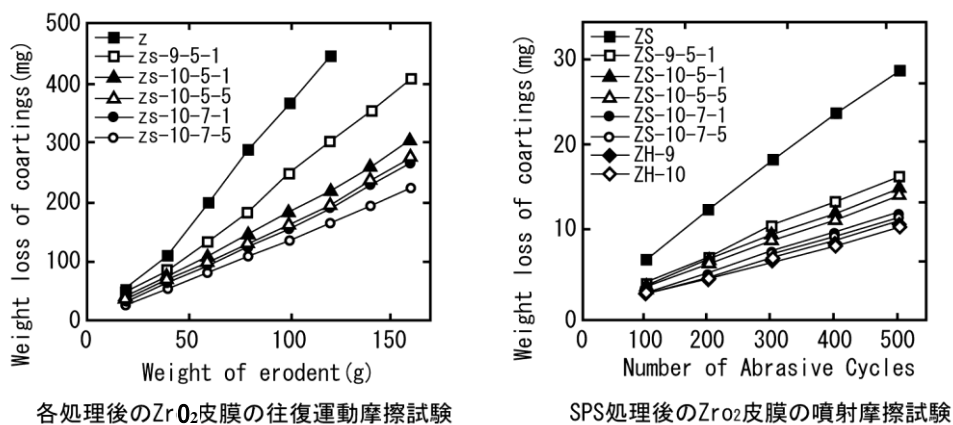 500
400
300
200
100
0
Weight loss of coartings(mg)
z
zs-9-5-1
zs-10-5-1
zs-10-5-5
zs-10-7-1
zs-10-7-5
0 50 100 150
Weight of erodent(g)
各処理後のZrO₂皮膜の往復運動摩擦試験
30
20
10
0
Weight loss of coartings(mg)
ZS
ZS-9-5-1
ZS-10-5-1
ZS-10-5-5
ZS-10-7-1
ZS-10-7-5
ZH-9
ZH-10
0 100 200 300 400 500
Number of Abrasive Cycles
SPS処理後のZro₂皮膜の噴射摩擦試験